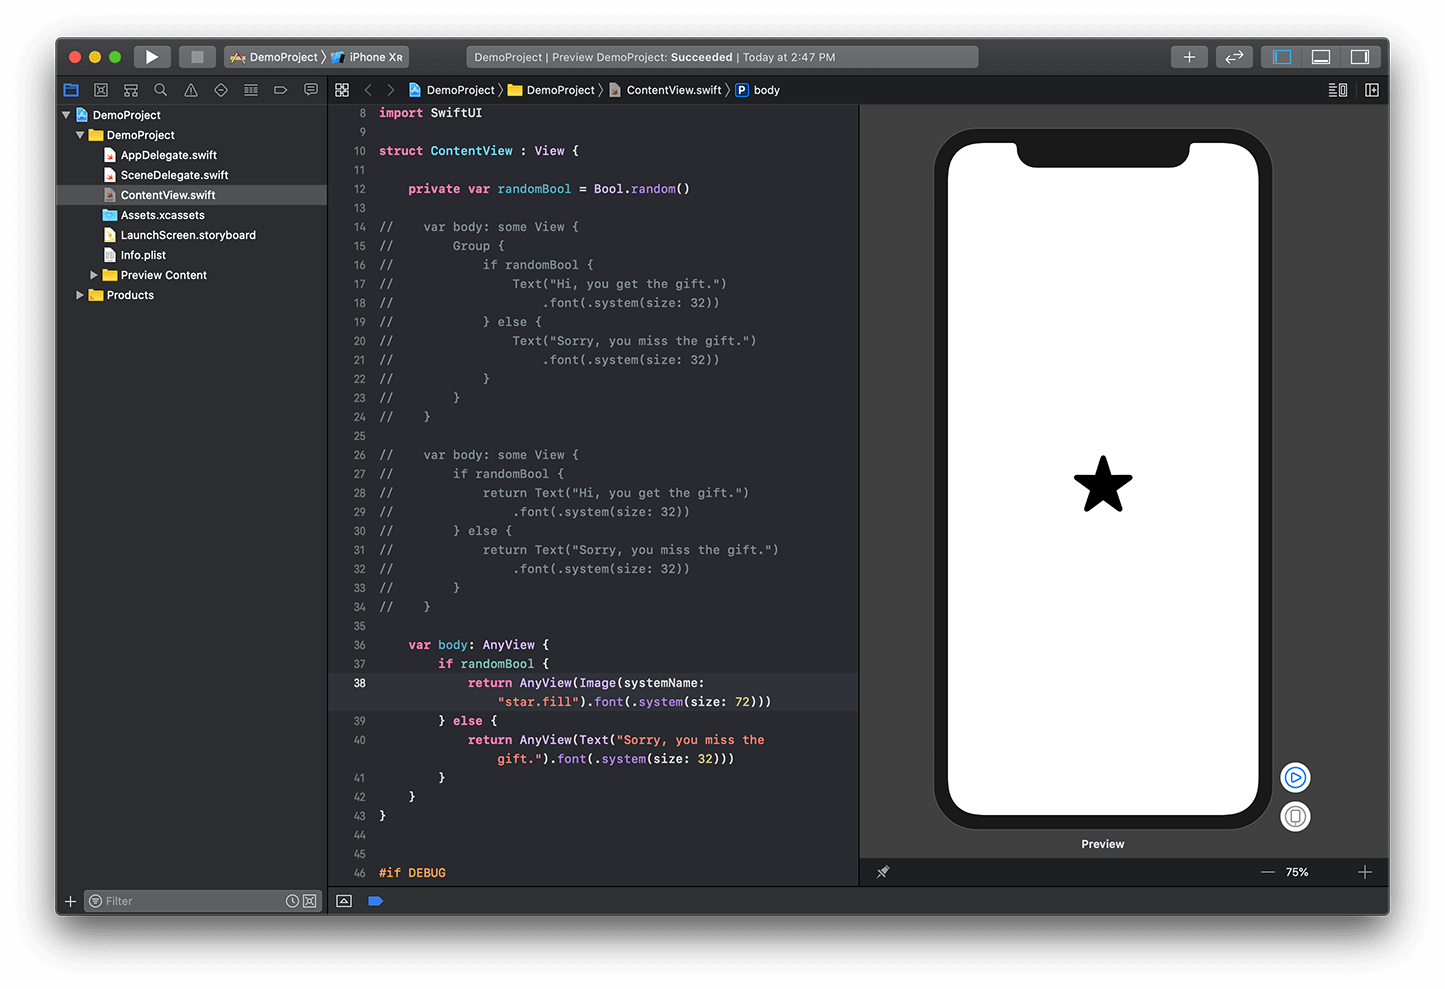 DemoProject 〉 iPhone XR
DemoProject | Preview DemoProject: Succeeded | Today at 2:47 PM
DemoProject 〉 DemoProject 〉 ContentView.swift 〉 P body
DemoProject
DemoProject
AppDelegate.swift
SceneDelegate.swift
ContentView.swift
Assets.xcassets
LaunchScreen.storyboard
Info.plist
Preview Content
Products
Filter
8 import SwiftUI
9
10 struct ContentView : View {
11
12     private var randomBool = Bool.random()
13
14 //    var body: some View {
15 //        Group {
16 //            if randomBool {
17 //                Text("Hi, you get the gift.")
18 //                    .font(.system(size: 32))
19 //            } else {
20 //                Text("Sorry, you miss the gift.")
21 //                    .font(.system(size: 32))
22 //            }
23 //        }
24 //    }
25
26 //    var body: some View {
27 //        if randomBool {
28 //            return Text("Hi, you get the gift.")
29 //                .font(.system(size: 32))
30 //        } else {
31 //            return Text("Sorry, you miss the gift.")
32 //                .font(.system(size: 32))
33 //        }
34 //    }
35
36     var body: AnyView {
37         if randomBool {
38             return AnyView(Image(systemName:
"star.fill").font(.system(size: 72)))
39         } else {
40             return AnyView(Text("Sorry, you miss the
gift.").font(.system(size: 32)))
41         }
42     }
43 }
44
45
46 #if DEBUG
Preview
75%